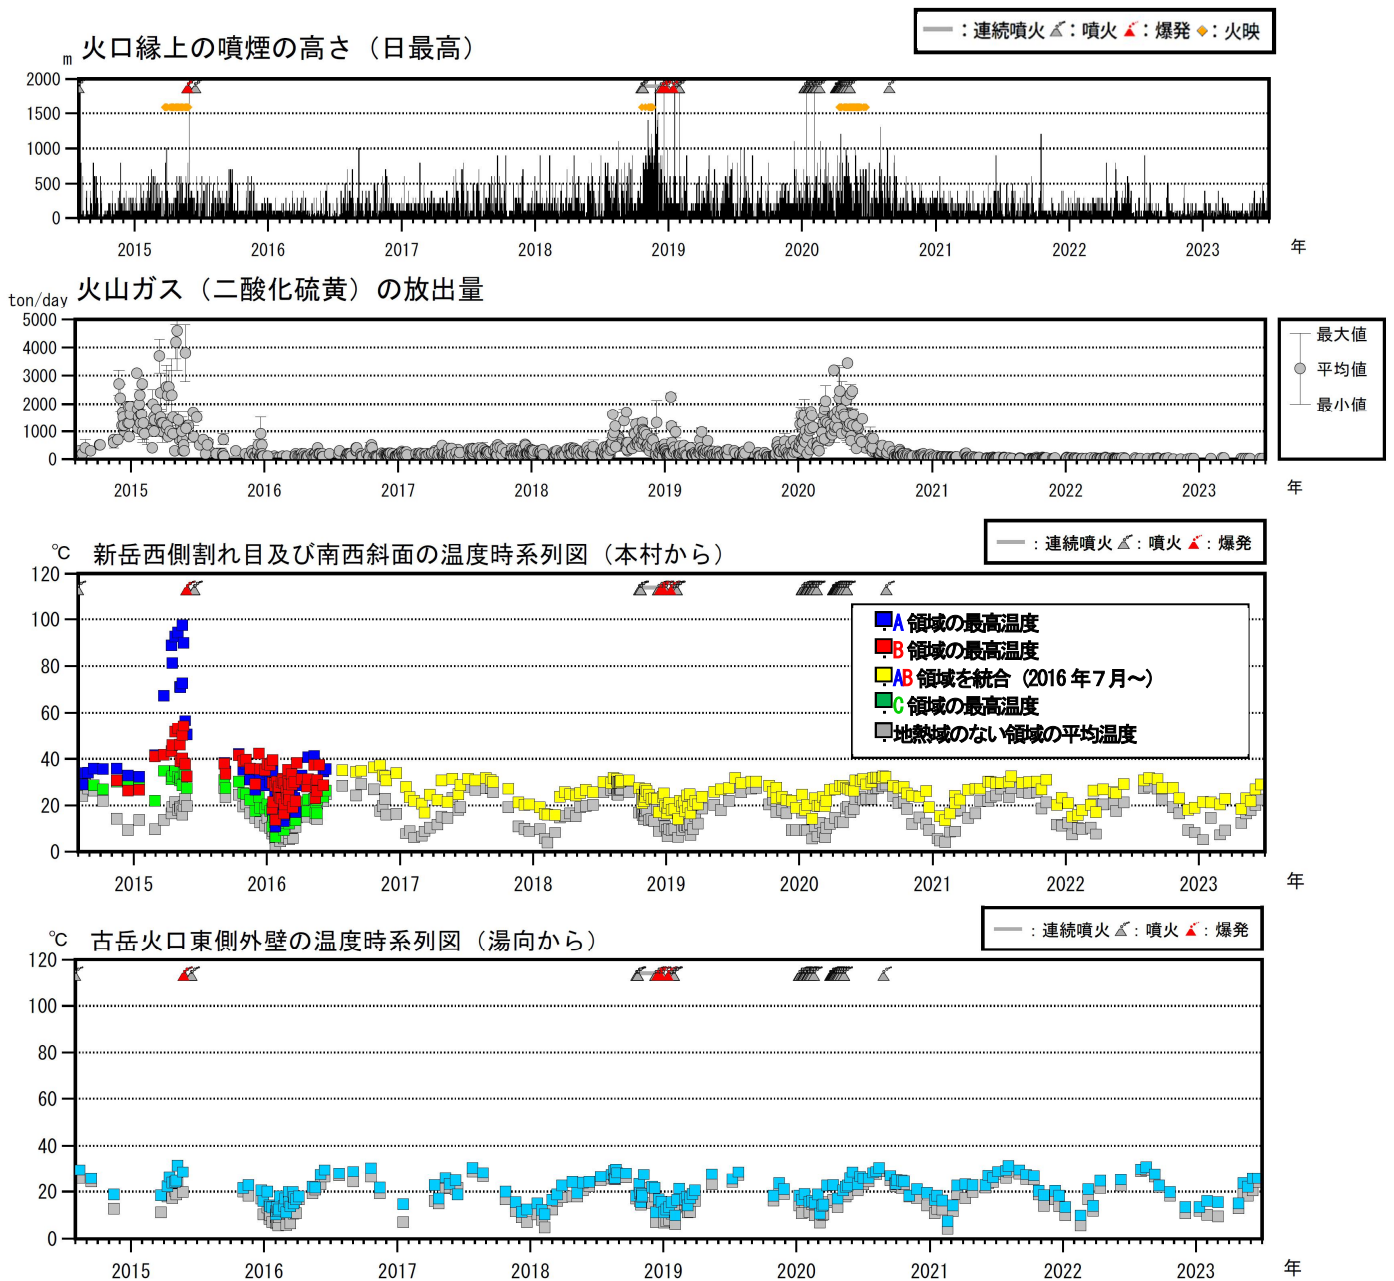 ━:連続噴火 :噴火 :爆発 ◆:火映
火口縁上の噴煙の高さ（日最高）
m
2000
1500
1000
500
0
2015 2016 2017 2018 2019 2020 2021 2022 2023 年
火山ガス（二酸化硫黄）の放出量
ton/day
5000
4000
3000
2000
1000
0
最大値
平均値
最小値
2015 2016 2017 2018 2019 2020 2021 2022 2023 年
━:連続噴火 :噴火 :爆発
℃ 新岳西側割れ目及び南西斜面の温度時系列図（本村から）
120
100
80
60
40
20
0
A 領域の最高温度
B 領域の最高温度
AB 領域を統合（2016 年７月～）
C 領域の最高温度
地熱域のない領域の平均温度
2015 2016 2017 2018 2019 2020 2021 2022 2023 年
━:連続噴火 :噴火 :爆発
℃ 古岳火口東側外壁の温度時系列図（湯向から）
120
100
80
60
40
20
0
2015 2016 2017 2018 2019 2020 2021 2022 2023 年